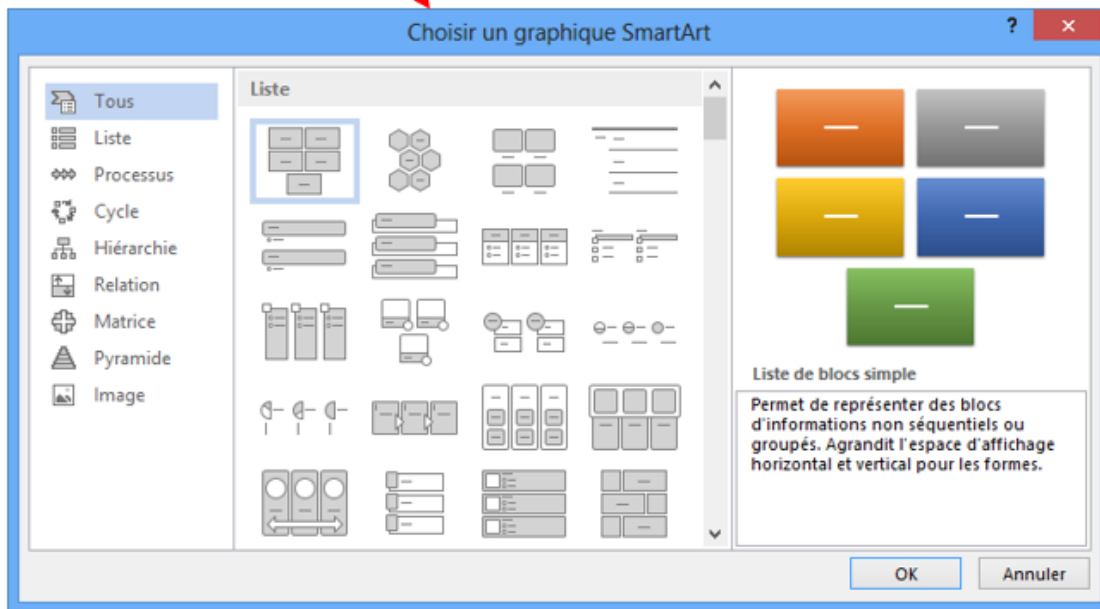 Choisir un graphique SmartArt
?
Tous
Liste
Processus
Cycle
Hiérarchie
Relation
Matrice
Pyramide
Image
Liste
Liste de blocs simple
Permet de représenter des blocs
d'informations non séquentiels ou
groupés. Agrandit l'espace d'affichage
horizontal et vertical pour les formes.
OK
Annuler